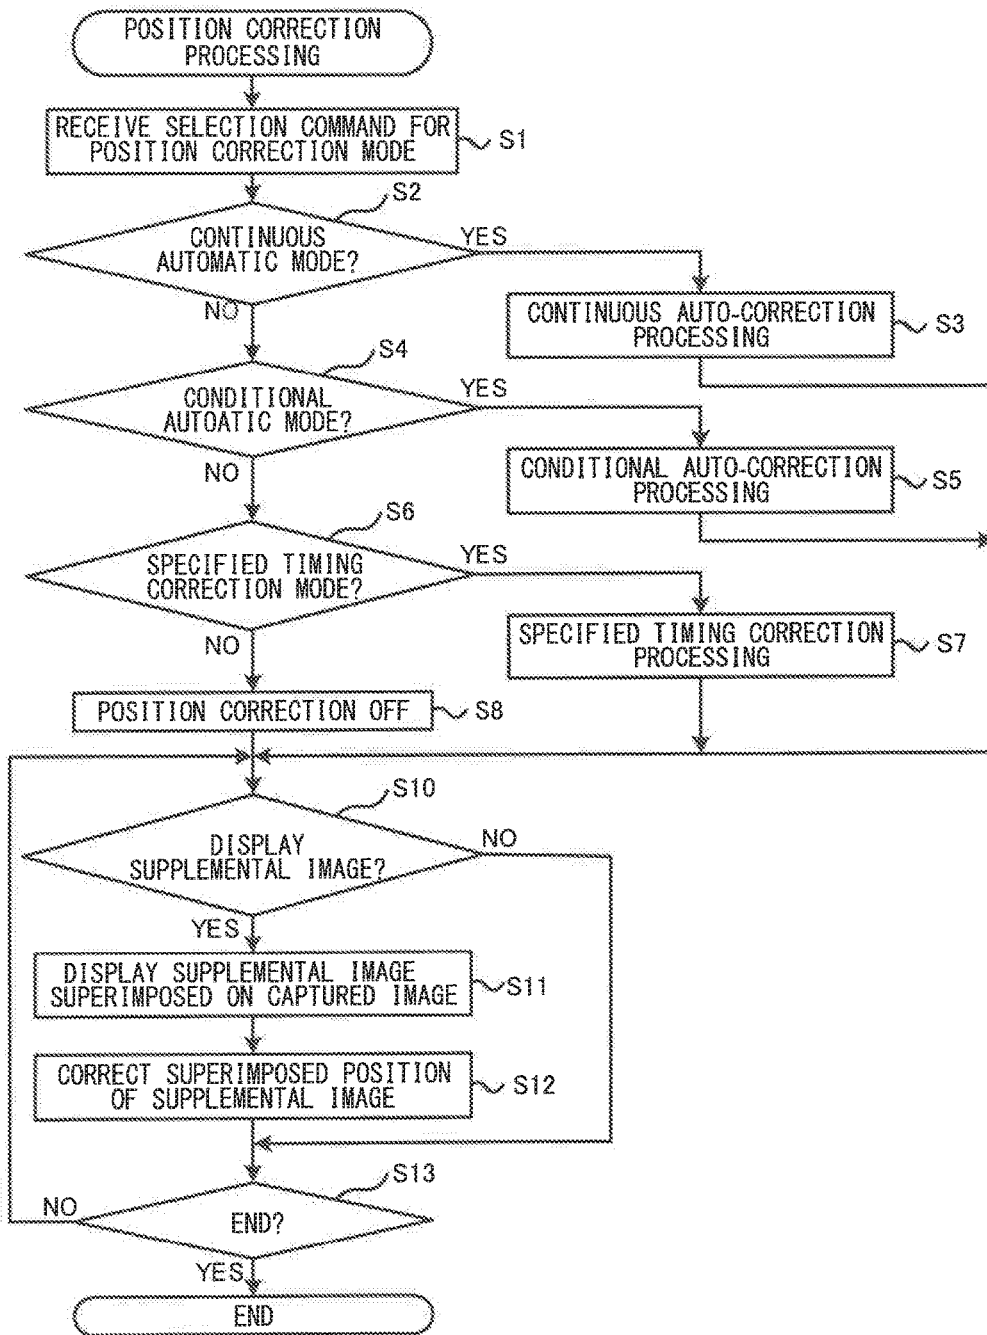 POSITION CORRECTION
PROCESSING
RECEIVE SELECTION COMMAND FOR
POSITION CORRECTION MODE
S1
S2
CONTINUOUS
AUTOMATIC MODE?
YES
NO
CONTINUOUS AUTO-CORRECTION
PROCESSING
S3
S4
CONDITIONAL
AUTOATIC MODE?
YES
NO
CONDITIONAL AUTO-CORRECTION
PROCESSING
S5
S6
SPECIFIED TIMING
CORRECTION MODE?
YES
NO
SPECIFIED TIMING CORRECTION
PROCESSING
S7
POSITION CORRECTION OFF
S8
S10
DISPLAY
SUPPLEMENTAL IMAGE?
NO
YES
DISPLAY SUPPLEMENTAL IMAGE
SUPERIMPOSED ON CAPTURED IMAGE
S11
CORRECT SUPERIMPOSED POSITION
OF SUPPLEMENTAL IMAGE
S12
S13
NO
END?
YES
END